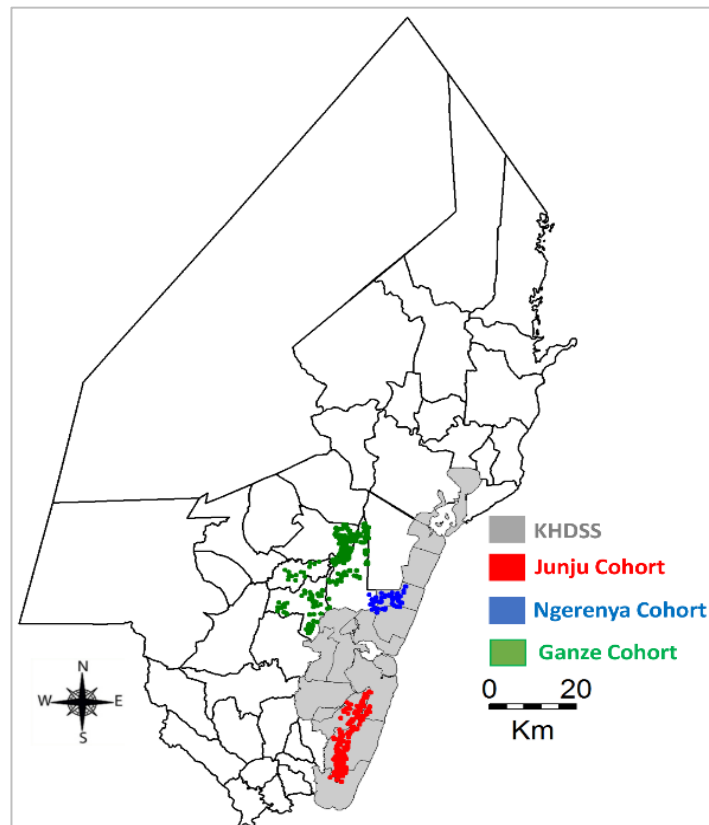 KHDSS
Junju Cohort
Ngerenya Cohort
Ganze Cohort
N
W E
S
0 20
Km